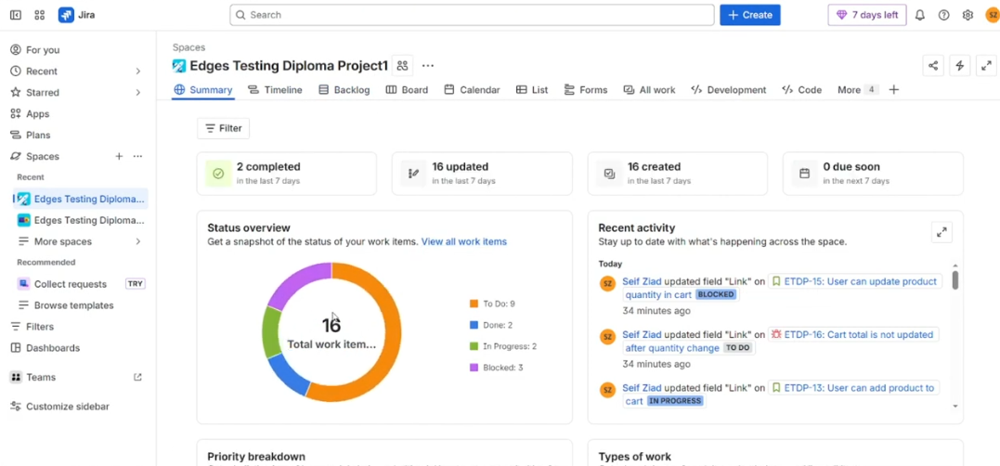 Jira
Search
+ Create
7 days left
SZ
For you
Recent
Starred
Apps
Plans
Spaces
Recent
Edges Testing Diploma...
Edges Testing Diploma...
More spaces
Recommended
Collect requests TRY
Browse templates
Filters
Dashboards
Teams
Customize sidebar
Spaces
Edges Testing Diploma Project1
Summary Timeline Backlog Board Calendar List Forms All work Development Code More 4
Filter
2 completed
in the last 7 days
16 updated
in the last 7 days
16 created
in the last 7 days
0 due soon
in the next 7 days
Status overview
Get a snapshot of the status of your work items. View all work items
16
Total work item...
To Do: 9
Done: 2
In Progress: 2
Blocked: 3
Recent activity
Stay up to date with what's happening across the space.
Today
SZ
Seif Ziad updated field "Link" on ETDP-15: User can update product
quantity in cart BLOCKED
34 minutes ago
SZ
Seif Ziad updated field "Link" on ETDP-16: Cart total is not updated
after quantity change TO DO
34 minutes ago
SZ
Seif Ziad updated field "Link" on ETDP-13: User can add product to
cart IN PROGRESS
Priority breakdown
Types of work